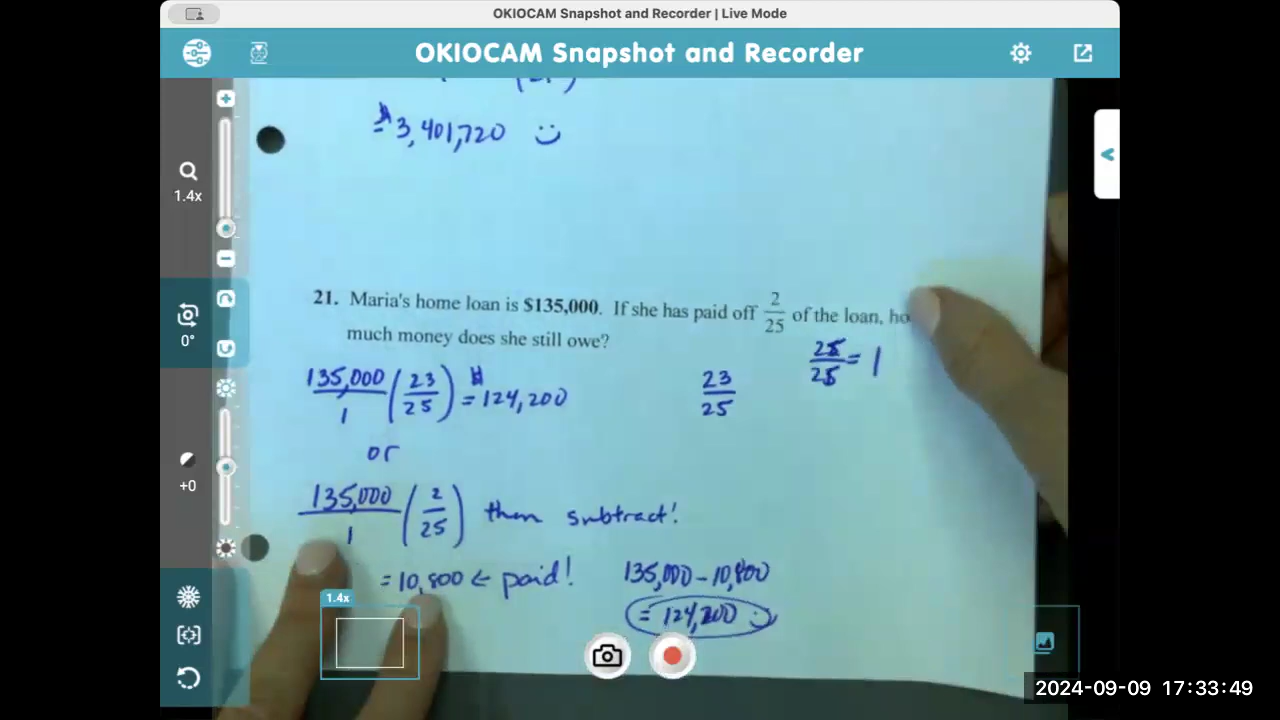 OKIOCAM Snapshot and Recorder | Live Mode
OKIOCAM Snapshot and Recorder
1.4x
0°
+0
= 3,401,720
21. Maria's home loan is $135,000. If she has paid off 2/25 of the loan, ho
much money does she still owe?
25/25 = 1
135,000/1 (23/25) = $124,200
23/25
or
135,000/1 (2/25) then subtract!
= 10,800 ← paid!
135,000 - 10,800
= 124,200
1.4x
2024-09-09 17:33:49